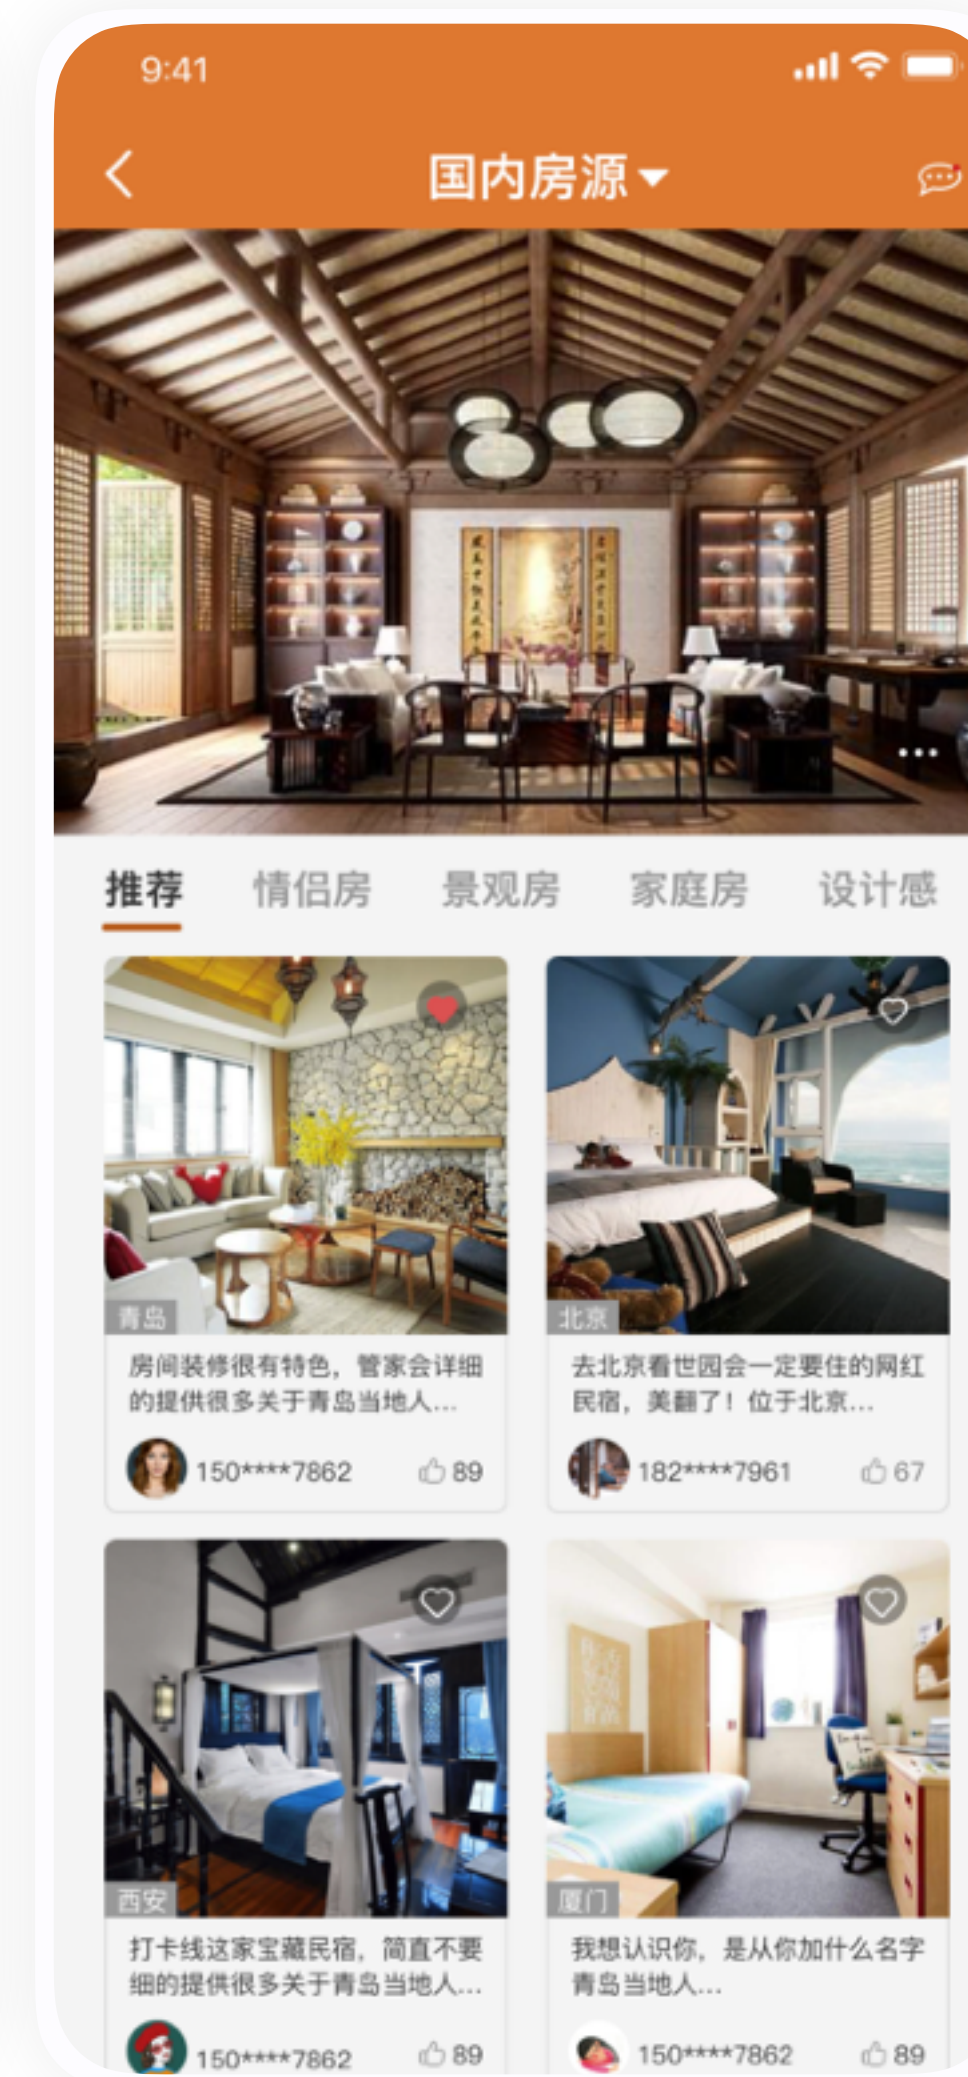 9:41
国内房源
推荐 情侣房 景观房 家庭房 设计感
青岛
房间装修很有特色，管家会详细
的提供很多关于青岛当地人...
150****7862 89
北京
去北京看世园会一定要住的网红
民宿，美翻了！位于北京...
182****7961 67
西安
打卡线这家宝藏民宿，简直不要
细的提供很多关于青岛当地人...
150****7862 89
厦门
我想认识你，是从你加什么名字
青岛当地人...
150****7862 89